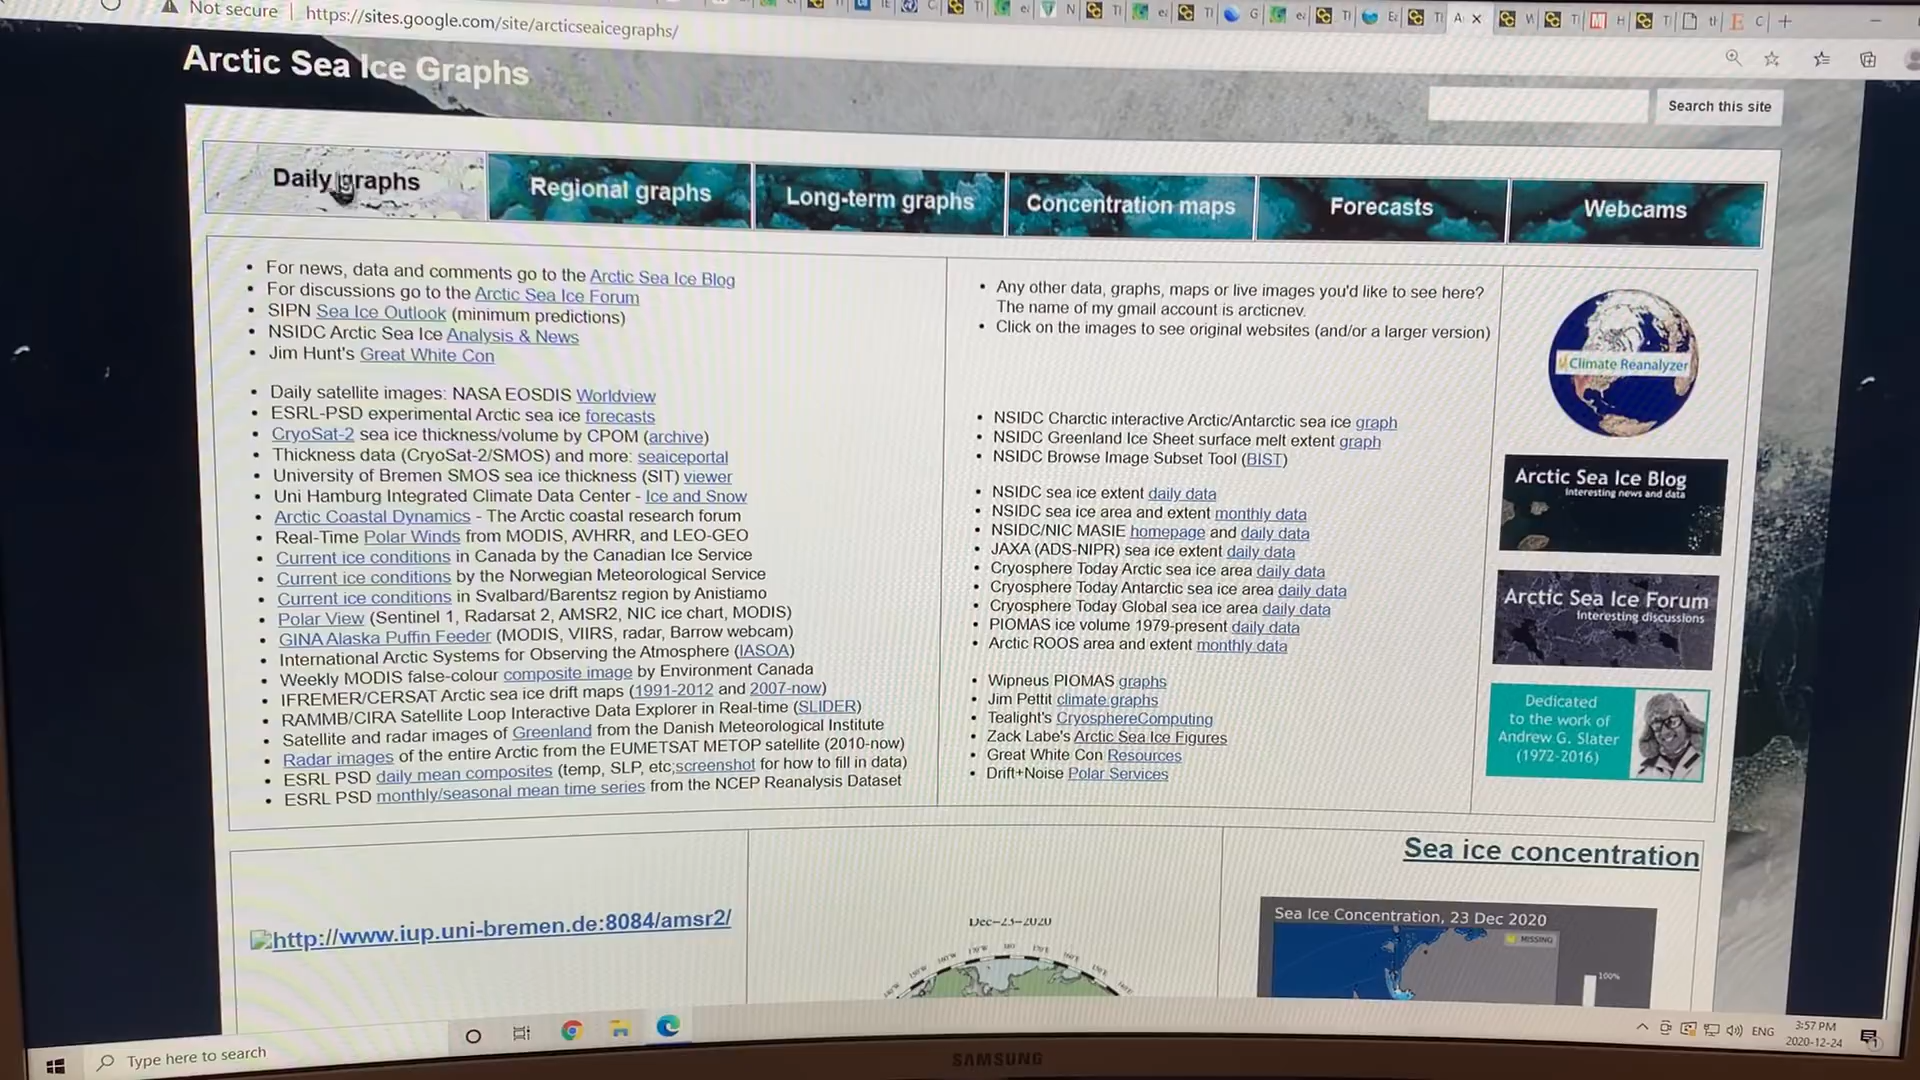 Not secure | https://sites.google.com/site/arcticseaicegraphs/
Arctic Sea Ice Graphs
Search this site
Daily graphs
Regional graphs
Long-term graphs
Concentration maps
Forecasts
Webcams
• For news, data and comments go to the Arctic Sea Ice Blog
• For discussions go to the Arctic Sea Ice Forum
• SIPN Sea Ice Outlook (minimum predictions)
• NSIDC Arctic Sea Ice Analysis & News
• Jim Hunt's Great White Con
• Daily satellite images: NASA EOSDIS Worldview
• ESRL-PSD experimental Arctic sea ice forecasts
• CryoSat-2 sea ice thickness/volume by CPOM (archive)
• Thickness data (CryoSat-2/SMOS) and more: seaiceportal
• University of Bremen SMOS sea ice thickness (SIT) viewer
• Uni Hamburg Integrated Climate Data Center - Ice and Snow
• Arctic Coastal Dynamics - The Arctic coastal research forum
• Real-Time Polar Winds from MODIS, AVHRR, and LEO-GEO
• Current ice conditions in Canada by the Canadian Ice Service
• Current ice conditions by the Norwegian Meteorological Service
• Current ice conditions in Svalbard/Barentsz region by Anistiamo
• Polar View (Sentinel 1, Radarsat 2, AMSR2, NIC ice chart, MODIS)
• GINA Alaska Puffin Feeder (MODIS, VIIRS, radar, Barrow webcam)
• International Arctic Systems for Observing the Atmosphere (IASOA)
• Weekly MODIS false-colour composite image by Environment Canada
• IFREMER/CERSAT Arctic sea ice drift maps (1991-2012 and 2007-now)
• RAMMB/CIRA Satellite Loop Interactive Data Explorer in Real-time (SLIDER)
• Satellite and radar images of Greenland from the Danish Meteorological Institute
• Radar images of the entire Arctic from the EUMETSAT METOP satellite (2010-now)
• ESRL PSD daily mean composites (temp, SLP, etc;screenshot for how to fill in data)
• ESRL PSD monthly/seasonal mean time series from the NCEP Reanalysis Dataset
• Any other data, graphs, maps or live images you'd like to see here?
The name of my gmail account is arcticnev.
• Click on the images to see original websites (and/or a larger version)
• NSIDC Charctic interactive Arctic/Antarctic sea ice graph
• NSIDC Greenland Ice Sheet surface melt extent graph
• NSIDC Browse Image Subset Tool (BIST)
• NSIDC sea ice extent daily data
• NSIDC sea ice area and extent monthly data
• NSIDC/NIC MASIE homepage and daily data
• JAXA (ADS-NIPR) sea ice extent daily data
• Cryosphere Today Arctic sea ice area daily data
• Cryosphere Today Antarctic sea ice area daily data
• Cryosphere Today Global sea ice area daily data
• PIOMAS ice volume 1979-present daily data
• Arctic ROOS area and extent monthly data
• Wipneus PIOMAS graphs
• Jim Pettit climate graphs
• Tealight's CryosphereComputing
• Zack Labe's Arctic Sea Ice Figures
• Great White Con Resources
• Drift+Noise Polar Services
Climate Reanalyzer
Arctic Sea Ice Blog
Interesting news and data
Arctic Sea Ice Forum
Interesting discussions
Dedicated
to the work of
Andrew G. Slater
(1972-2016)
http://www.iup.uni-bremen.de:8084/amsr2/
Dec-23-2020
Sea ice concentration
Sea Ice Concentration, 23 Dec 2020
MISSING
100%
Type here to search
ENG
3:57 PM
2020-12-24
SAMSUNG